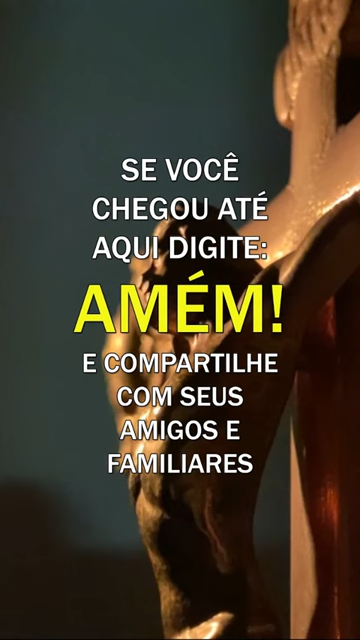 SE VOCÊ
CHEGOU ATÉ
AQUI DIGITE:
AMÉM!
E COMPARTILHE
COM SEUS
AMIGOS E
FAMILIARES